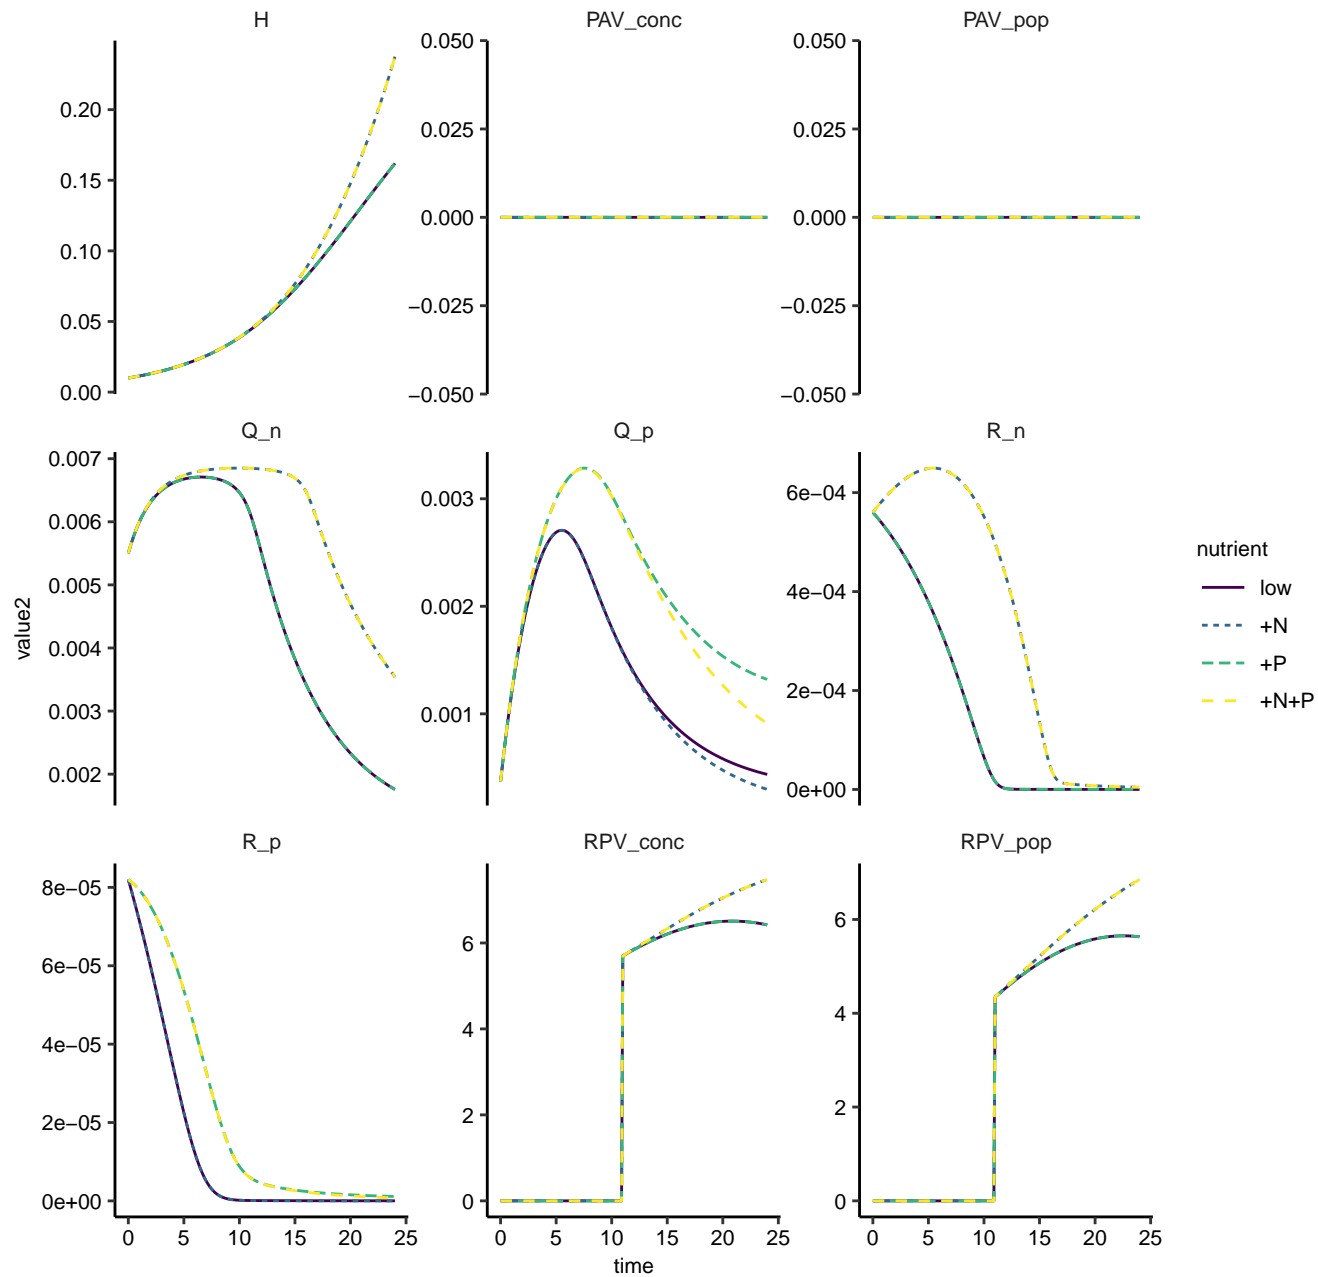 H
PAV_conc
PAV_pop
0.20
0.15
0.10
0.05
0.00
0.050
0.025
0.000
−0.025
−0.050
0.050
0.025
0.000
−0.025
−0.050
Q_n
Q_p
R_n
value2
0.007
0.006
0.005
0.004
0.003
0.002
0.003
0.002
0.001
6e−04
4e−04
2e−04
0e+00
nutrient
low
+N
+P
+N+P
R_p
RPV_conc
RPV_pop
8e−05
6e−05
4e−05
2e−05
0e+00
6
4
2
0
6
4
2
0
0 5 10 15 20 25
0 5 10 15 20 25
0 5 10 15 20 25
time